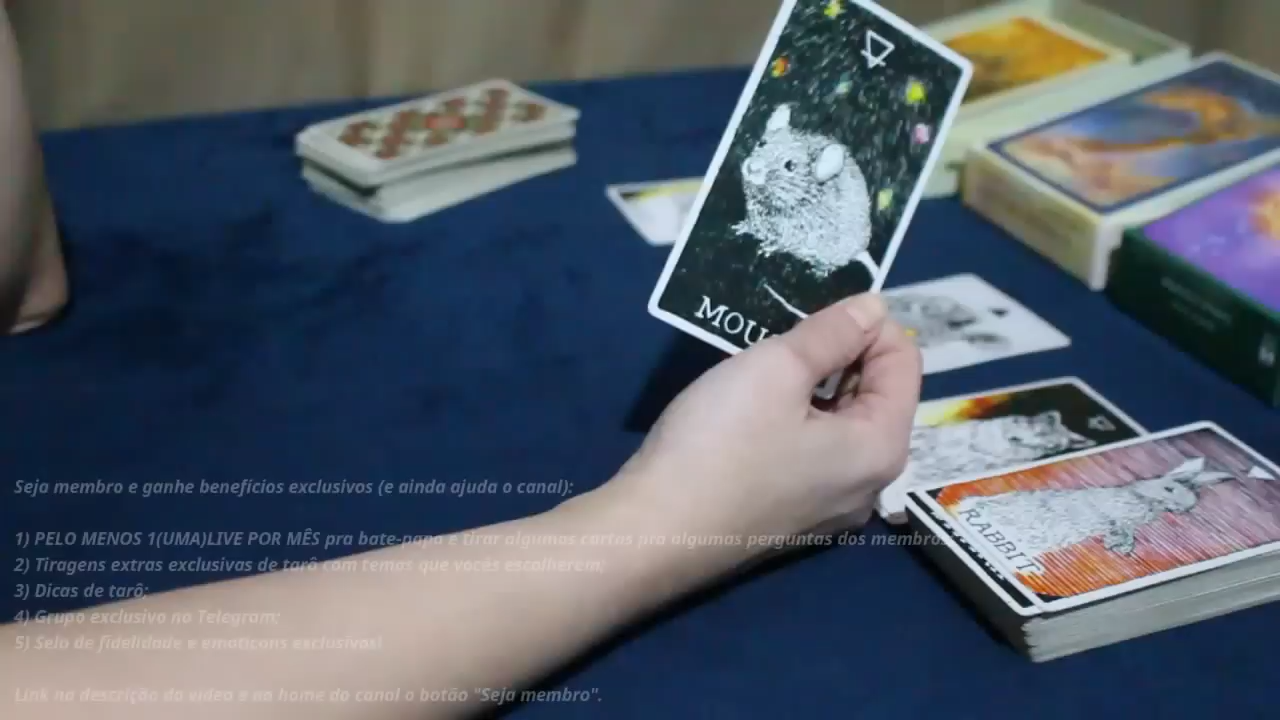 MOU
RABBIT
Seja membro e ganhe benefícios exclusivos (e ainda ajuda o canal):
1) PELO MENOS 1(UMA)LIVE POR MÊS pra bate-papo e tirar algumas cartas pra algumas perguntas dos membros;
2) Tiragens extras exclusivas de tarô com temas que vocês escolherem;
3) Dicas de tarô;
4) Grupo exclusivo no Telegram;
5) Selo de fidelidade e emoticons exclusivos!
Link na descrição do vídeo e na home do canal o botão "Seja membro".